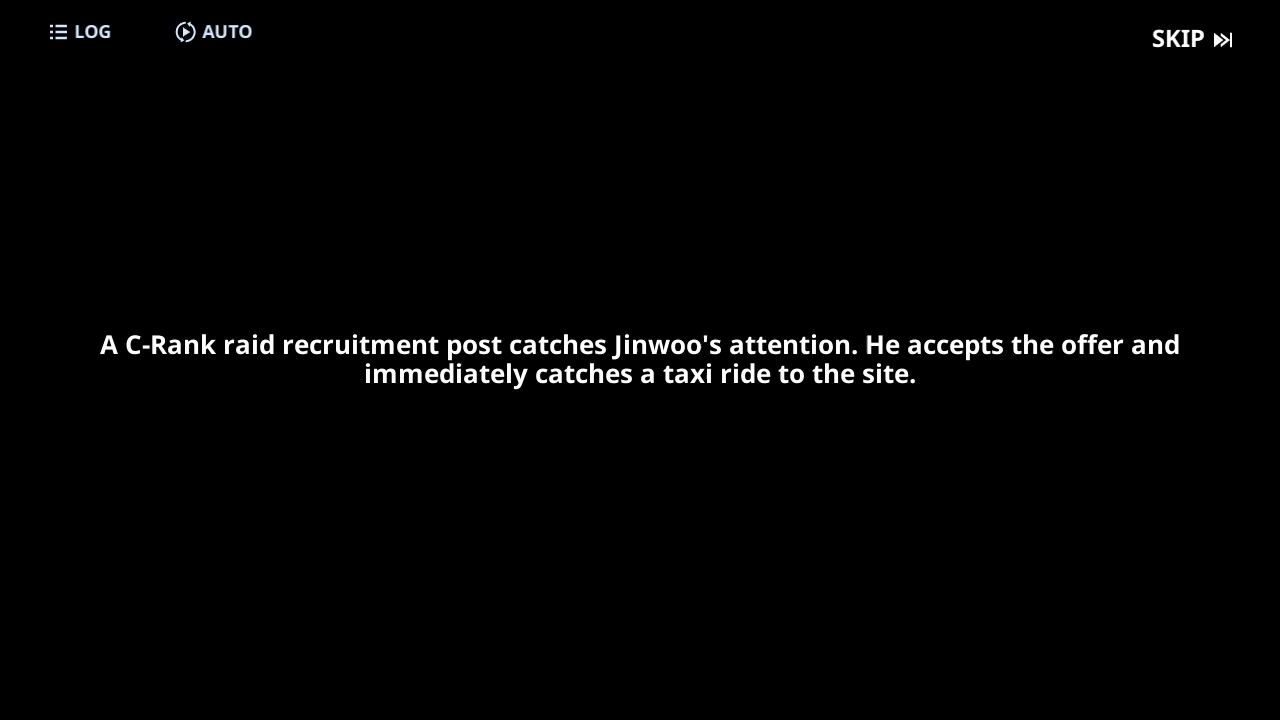 LOG
AUTO
SKIP
A C-Rank raid recruitment post catches Jinwoo's attention. He accepts the offer and
immediately catches a taxi ride to the site.